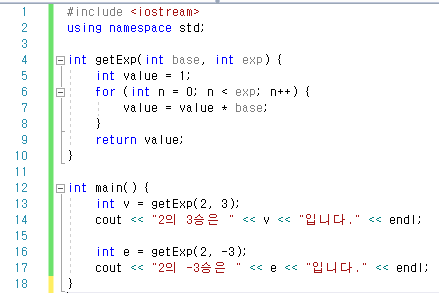 1 #include <iostream>
2 using namespace std;
3
4 int getExp(int base, int exp) {
5 int value = 1;
6 for (int n = 0; n < exp; n++) {
7 value = value * base;
8 }
9 return value;
10 }
11
12 int main() {
13 int v = getExp(2, 3);
14 cout << "2의 3승은 " << v << "입니다." << endl;
15
16 int e = getExp(2, -3);
17 cout << "2의 -3승은 " << e << "입니다." << endl;
18 }